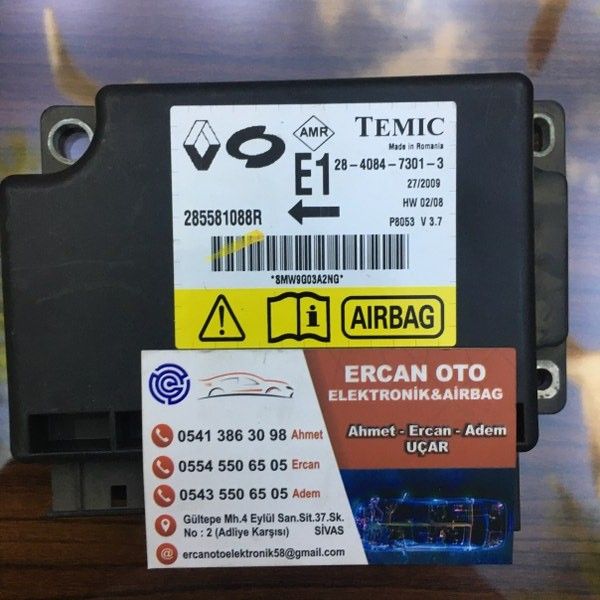 AMR
TEMIC
Made in Romania
E1
28-4084-7301-3
27/2009
HW 02/08
285581088R
P8053 V 3.7
*8MW9G03A2NG*
i
AIRBAG
ERCAN OTO
ELEKTRONİK&AİRBAG
Ahmet - Ercan - Adem
UÇAR
0541 386 30 98 Ahmet
0554 550 65 05 Ercan
0543 550 65 05 Adem
Gültepe Mh.4 Eylül San.Sit.37.Sk.
No : 2 (Adliye Karşısı) SİVAS
ercanotoelektronik58@gmail.com